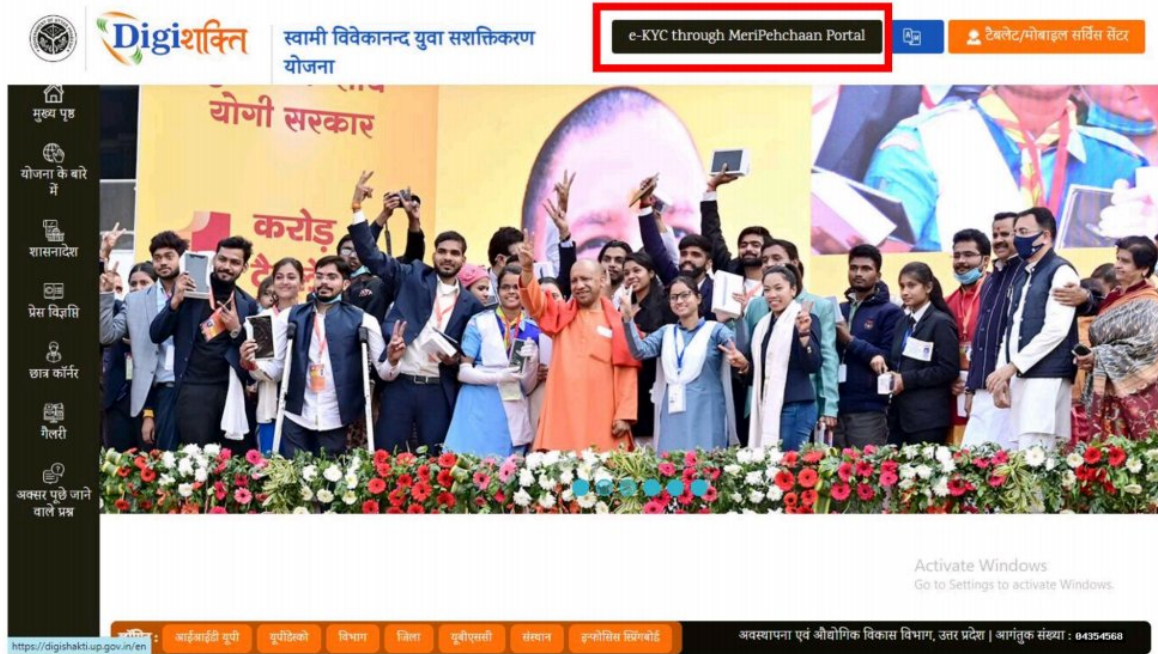 Digiशक्ति
स्वामी विवेकानन्द युवा सशक्तिकरण
योजना
e-KYC through MeriPehchaan Portal
टैबलेट/मोबाइल सर्विस सेंटर
मुख्य पृष्ठ
योजना के बारे
में
शासनादेश
प्रेस विज्ञप्ति
छात्र कॉर्नर
गैलरी
अक्सर पूछे जाने
वाले प्रश्न
योगी सरकार
करोड़
Activate Windows
Go to Settings to activate Windows.
आईआईडी यूपी
यूपीडेस्को
विभाग
जिला
यूबीएससी
संस्थान
इन्फोसिस स्प्रिंगबोर्ड
अवस्थापना एवं औद्योगिक विकास विभाग, उत्तर प्रदेश | आगंतुक संख्या : 04354568
https://digishakti.up.gov.in/en